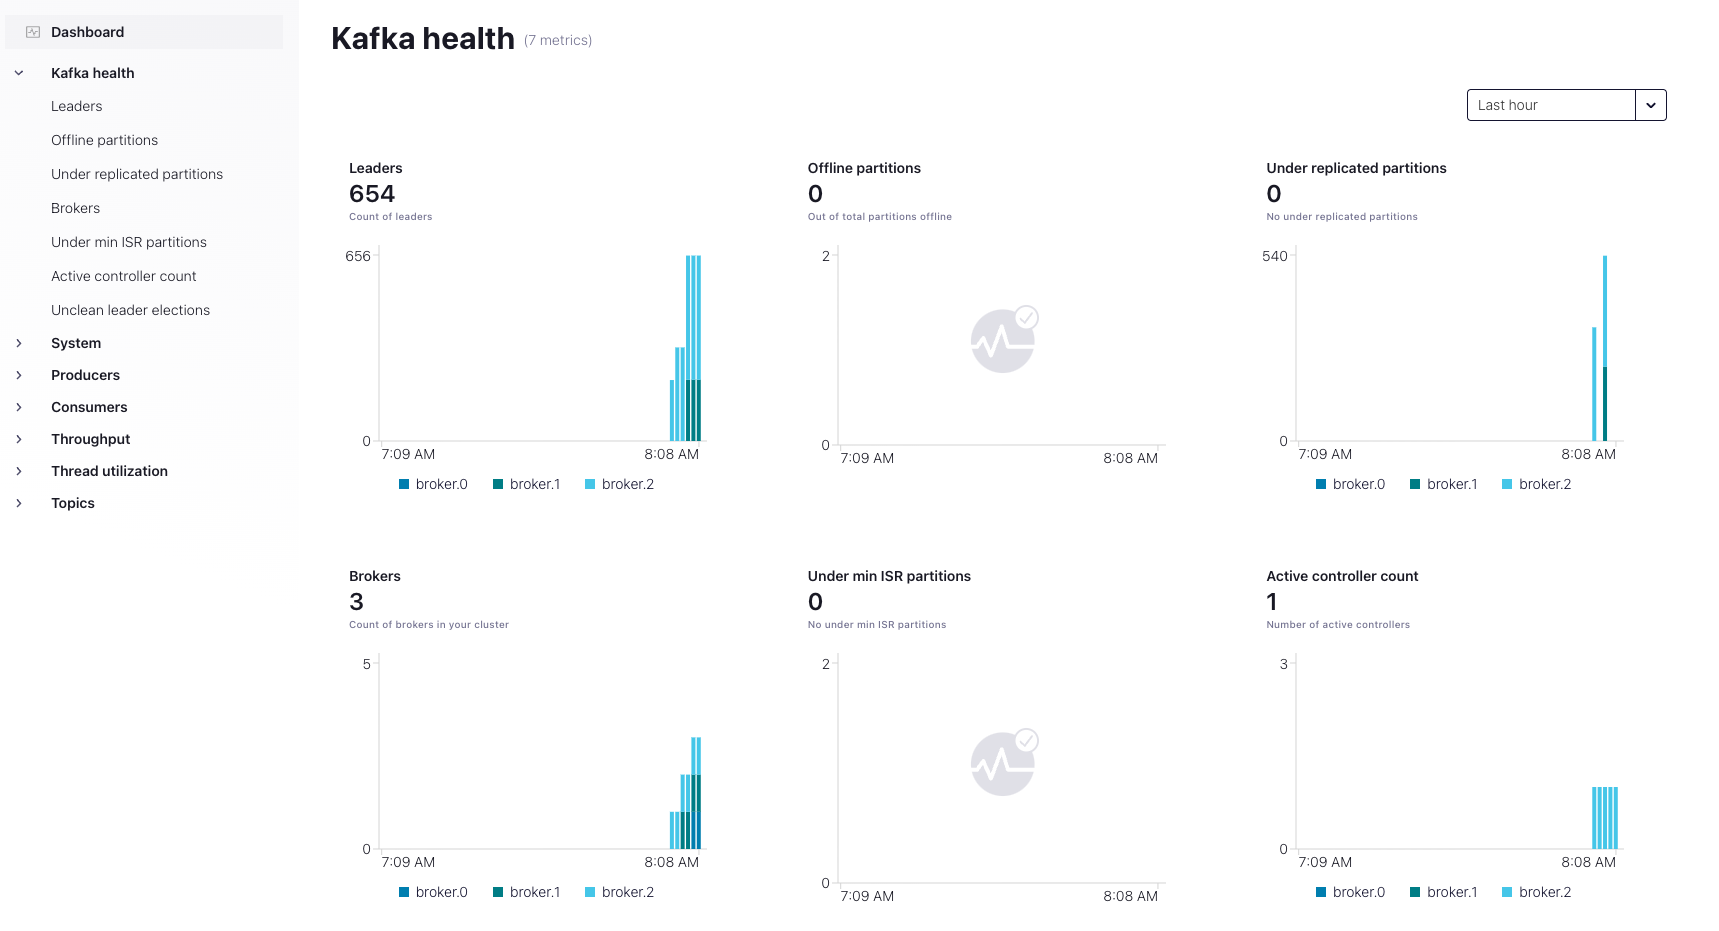 Dashboard
Kafka health
Leaders
Offline partitions
Under replicated partitions
Brokers
Under min ISR partitions
Active controller count
Unclean leader elections
System
Producers
Consumers
Throughput
Thread utilization
Topics
Kafka health (7 metrics)
Last hour
Leaders
654
Count of leaders
656
0
7:09 AM 8:08 AM
broker.0 broker.1 broker.2
Offline partitions
0
Out of total partitions offline
2
0
7:09 AM 8:08 AM
Under replicated partitions
0
No under replicated partitions
540
0
7:09 AM 8:08 AM
broker.0 broker.1 broker.2
Brokers
3
Count of brokers in your cluster
5
0
7:09 AM 8:08 AM
broker.0 broker.1 broker.2
Under min ISR partitions
0
No under min ISR partitions
2
0
7:09 AM 8:08 AM
Active controller count
1
Number of active controllers
3
0
7:09 AM 8:08 AM
broker.0 broker.1 broker.2